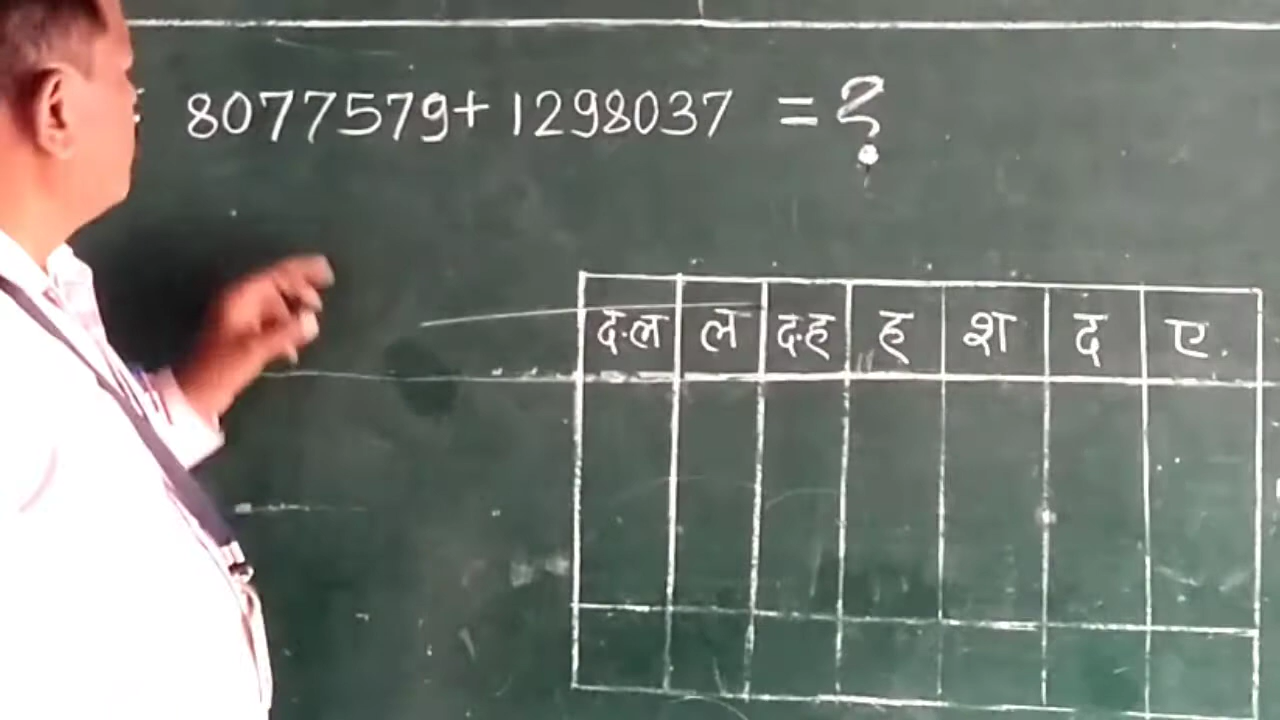 8077579+ 1298037 = ?
द.ल ल द.ह ह श द ए.